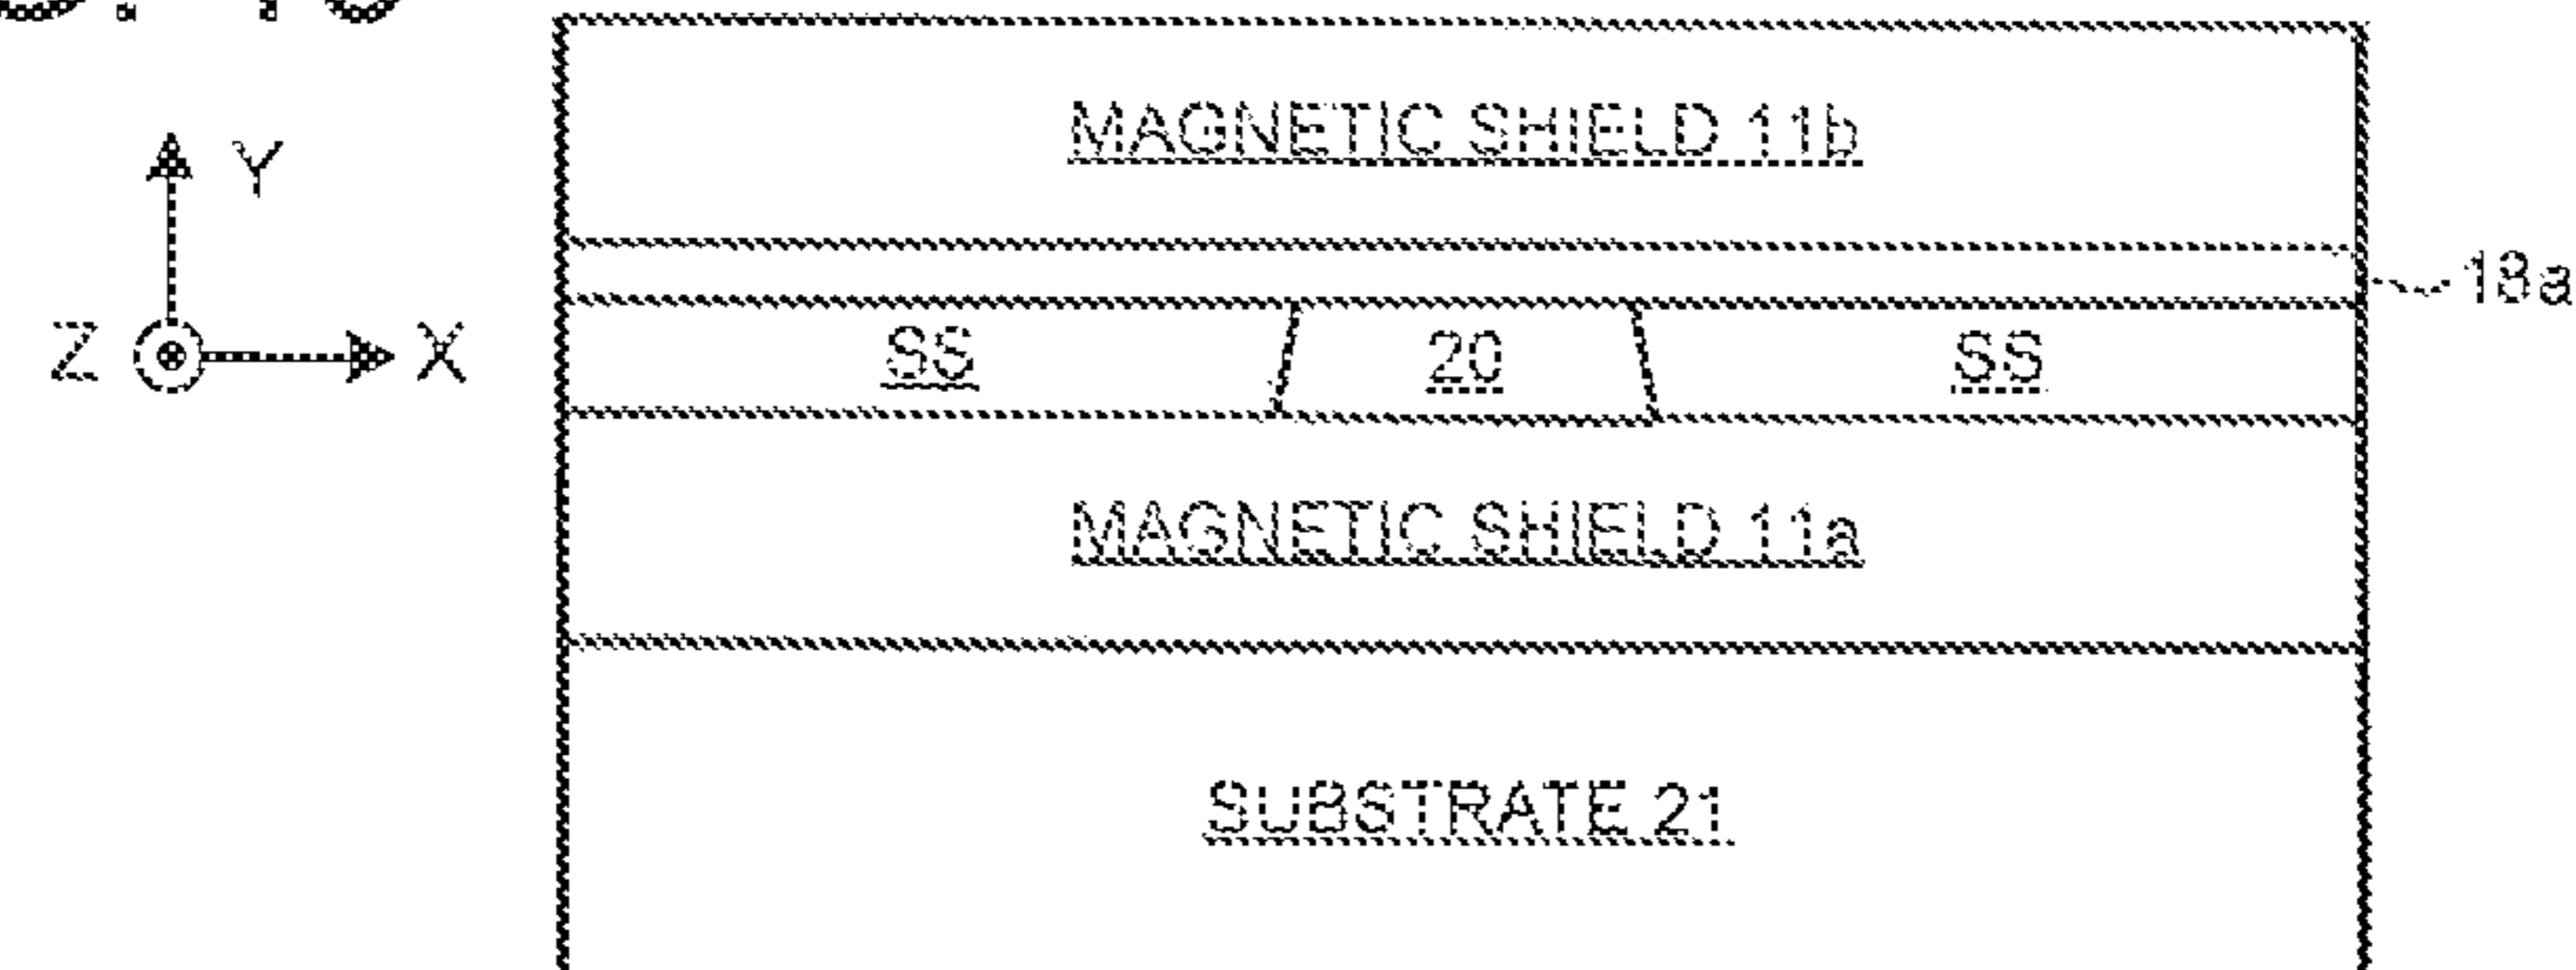 MAGNETIC SHIELD 11b
Y
18a
Z X
SS 20 SS
MAGNETIC SHIELD 11a
SUBSTRATE 21